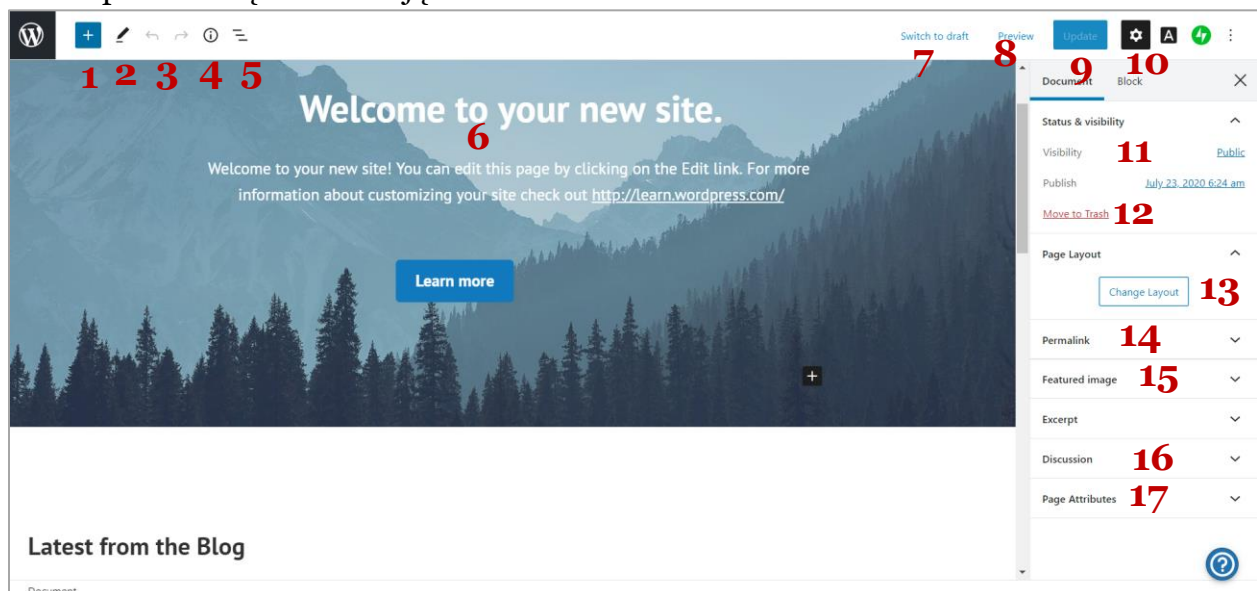 Switch to draft
Preview
Update
A
1
2
3
4
5
7
8
9
10
Document
Block
Welcome to your new site.
6
Welcome to your new site! You can edit this page by clicking on the Edit link. For more
information about customizing your site check out http://learn.wordpress.com/
Learn more
Status & visibility
Visibility
11
Public
Publish
July 23, 2020 6:24 am
Move to Trash
12
Page Layout
Change Layout
13
Permalink
14
Featured image
15
Excerpt
Discussion
16
Page Attributes
17
Latest from the Blog
Document